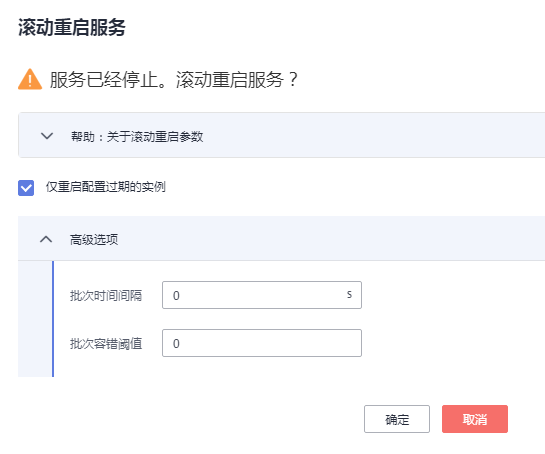 滚动重启服务
服务已经停止。滚动重启服务？
帮助：关于滚动重启参数
仅重启配置过期的实例
高级选项
批次时间间隔 0 s
批次容错阈值 0
确定 取消